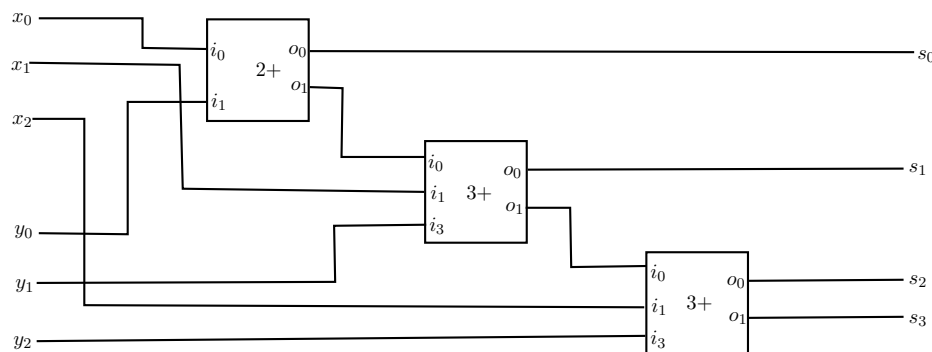 x₀
i₀
o₀
s₀
x₁
2+
o₁
i₁
x₂
i₀
o₀
s₁
i₁
3+
o₁
y₀
i₃
i₀
o₀
s₂
y₁
i₁
3+
o₁
s₃
y₂
i₃